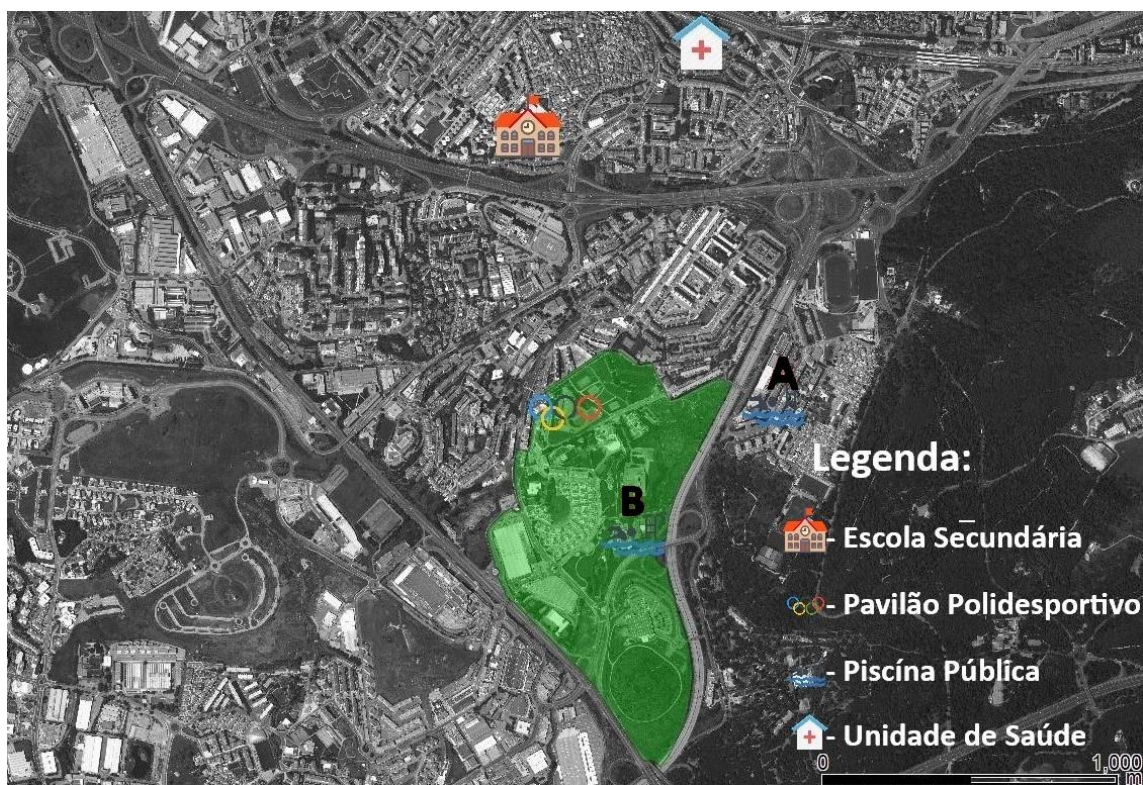 A
Legenda:
B
- Escola Secundária
- Pavilão Polidesportivo
- Piscína Pública
- Unidade de Saúde
0 1,000
m